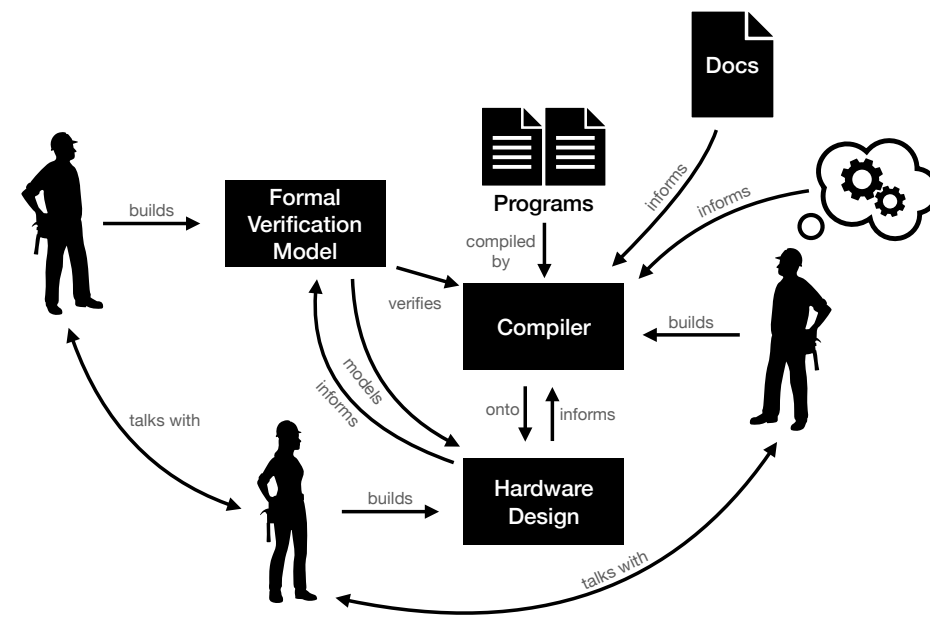 Docs
informs
informs
Programs
compiled
by
builds
Formal
Verification
Model
verifies
Compiler
builds
models
informs
onto
informs
talks with
builds
Hardware
Design
talks with